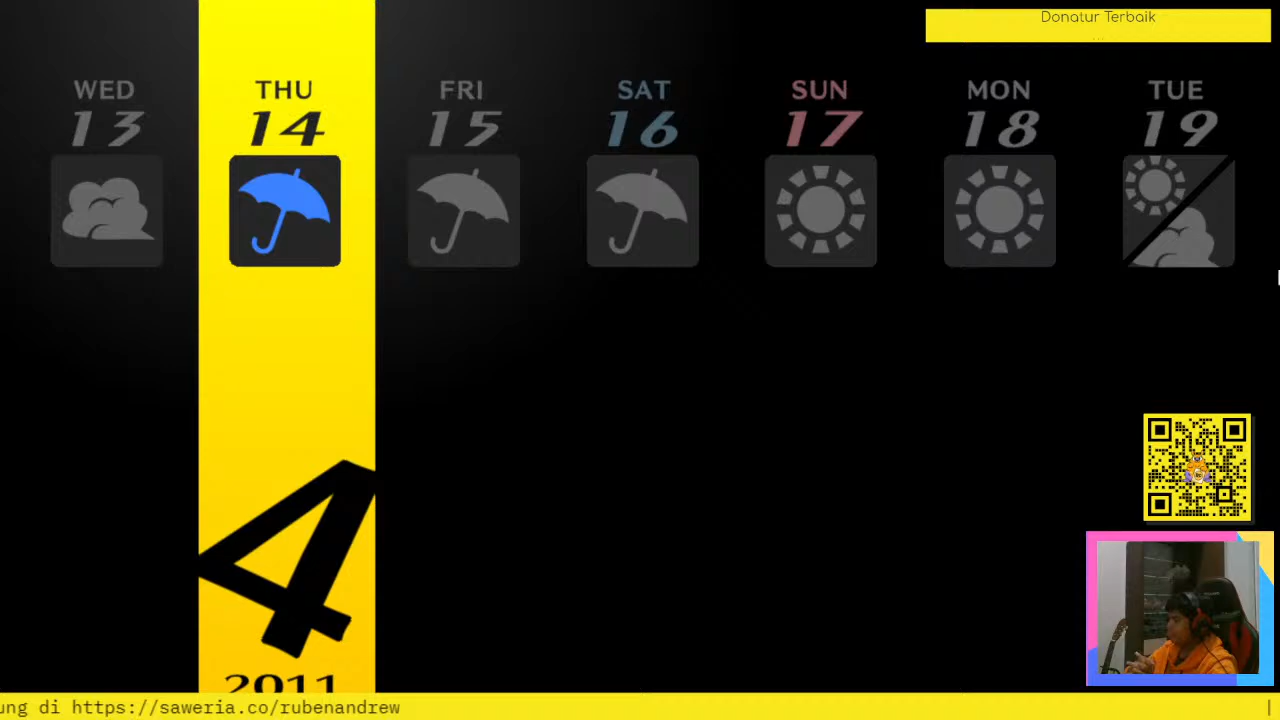 Donatur Terbaik
...
WED THU FRI SAT SUN MON TUE
13 14 15 16 17 18 19
4
2011
ung di https://saweria.co/rubenandrew |